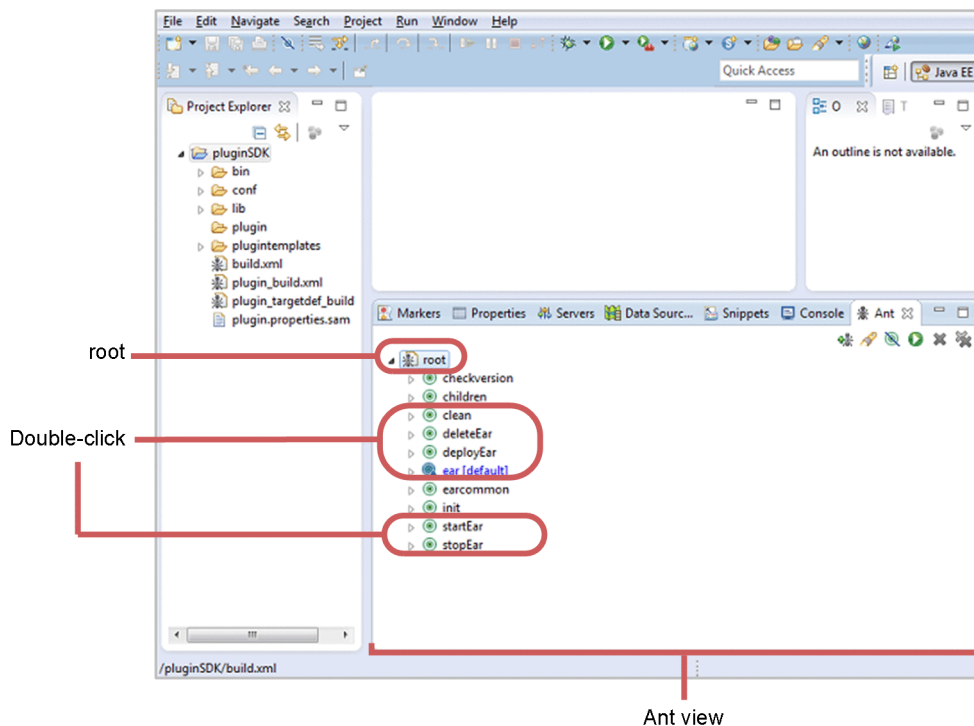 File Edit Navigate Search Project Run Window Help
Quick Access
Java EE
Project Explorer
O T
An outline is not available.
pluginSDK
bin
conf
lib
plugin
plugintemplates
build.xml
plugin_build.xml
plugin_targetdef_build
plugin.properties.sam
Markers Properties Servers Data Sourc... Snippets Console Ant
root
root
checkversion
children
clean
Double-click
deleteEar
deployEar
ear [default]
earcommon
init
startEar
stopEar
/pluginSDK/build.xml
Ant view